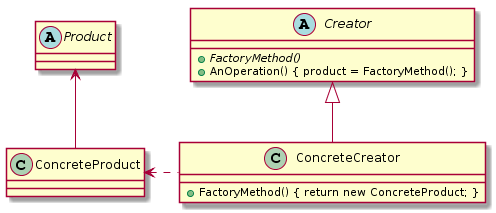 A Product
A Creator
FactoryMethod()
AnOperation() { product = FactoryMethod(); }
C ConcreteProduct
C ConcreteCreator
FactoryMethod() { return new ConcreteProduct; }